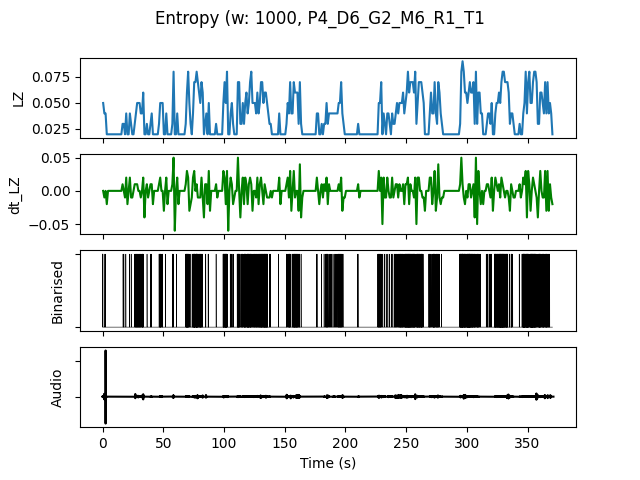 Entropy (w: 1000, P4_D6_G2_M6_R1_T1
LZ
0.075
0.050
0.025
dt_LZ
0.05
0.00
−0.05
Binarised
Audio
0 50 100 150 200 250 300 350
Time (s)